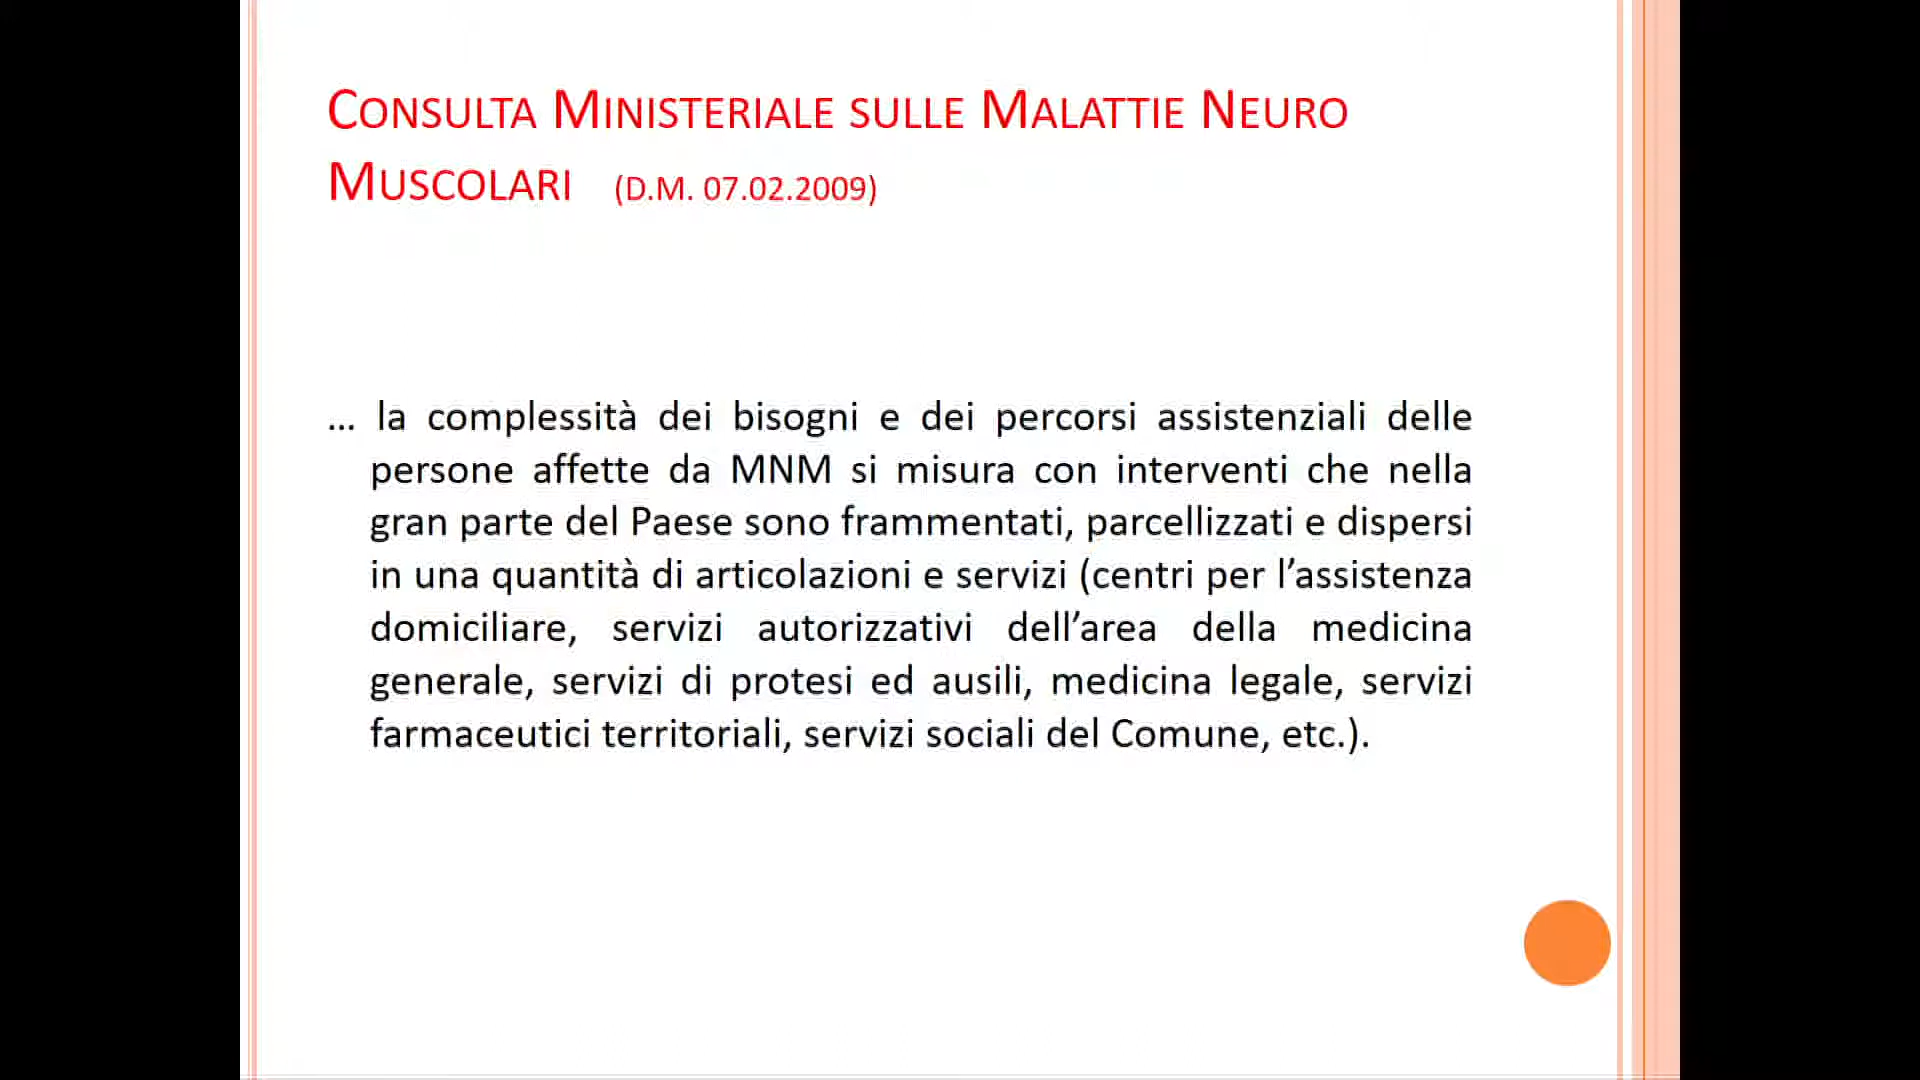 Consulta Ministeriale sulle Malattie Neuro
Muscolari (D.M. 07.02.2009)
... la complessità dei bisogni e dei percorsi assistenziali delle
persone affette da MNM si misura con interventi che nella
gran parte del Paese sono frammentati, parcellizzati e dispersi
in una quantità di articolazioni e servizi (centri per l’assistenza
domiciliare, servizi autorizzativi dell’area della medicina
generale, servizi di protesi ed ausili, medicina legale, servizi
farmaceutici territoriali, servizi sociali del Comune, etc.).